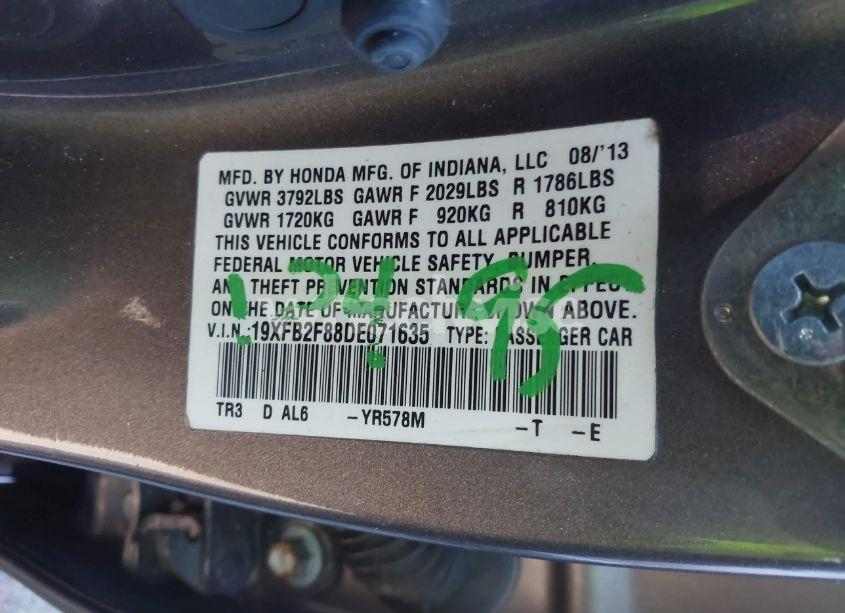 MFD. BY HONDA MFG. OF INDIANA, LLC 08/'13
GVWR 3792LBS GAWR F 2029LBS R 1786LBS
GVWR 1720KG GAWR F 920KG R 810KG
THIS VEHICLE CONFORMS TO ALL APPLICABLE
FEDERAL MOTOR VEHICLE SAFETY, BUMPER,
AND THEFT PREVENTION STANDARDS IN EFFECT
ON THE DATE OF MANUFACTURE SHOWN ABOVE.
V.I.N.:19XFB2F88DE071635 TYPE: PASSENGER CAR
TR3 D AL6 -YR578M -T -E
95